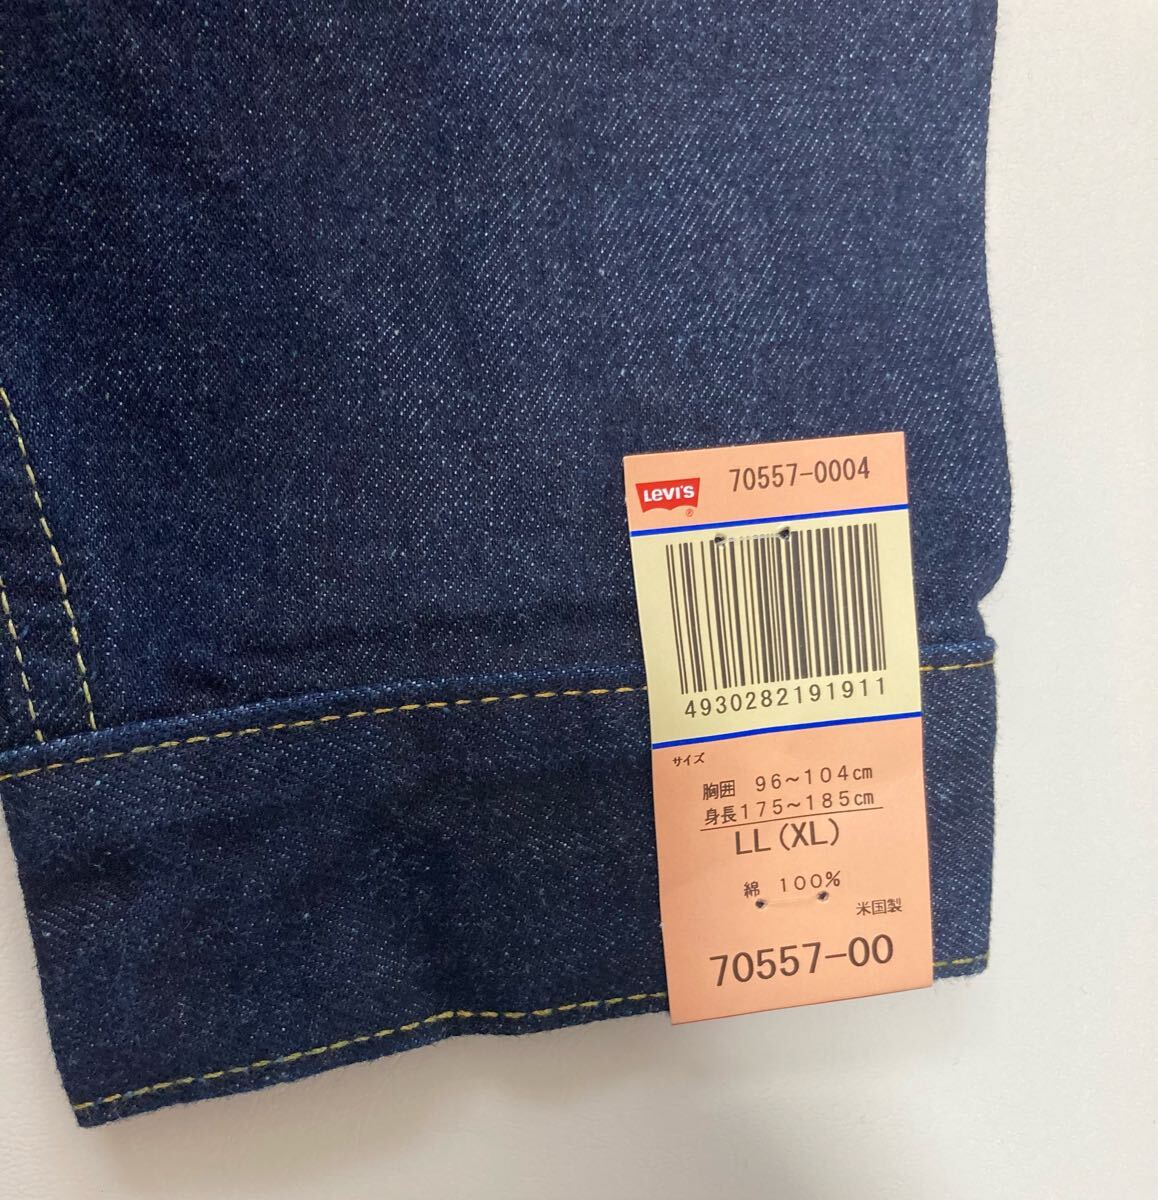 LEVI'S ®
70557-0004
4930282191911
サイズ
胸囲 96～104cm
身長175～185cm
LL(XL)
綿 100%
米国製
70557-00